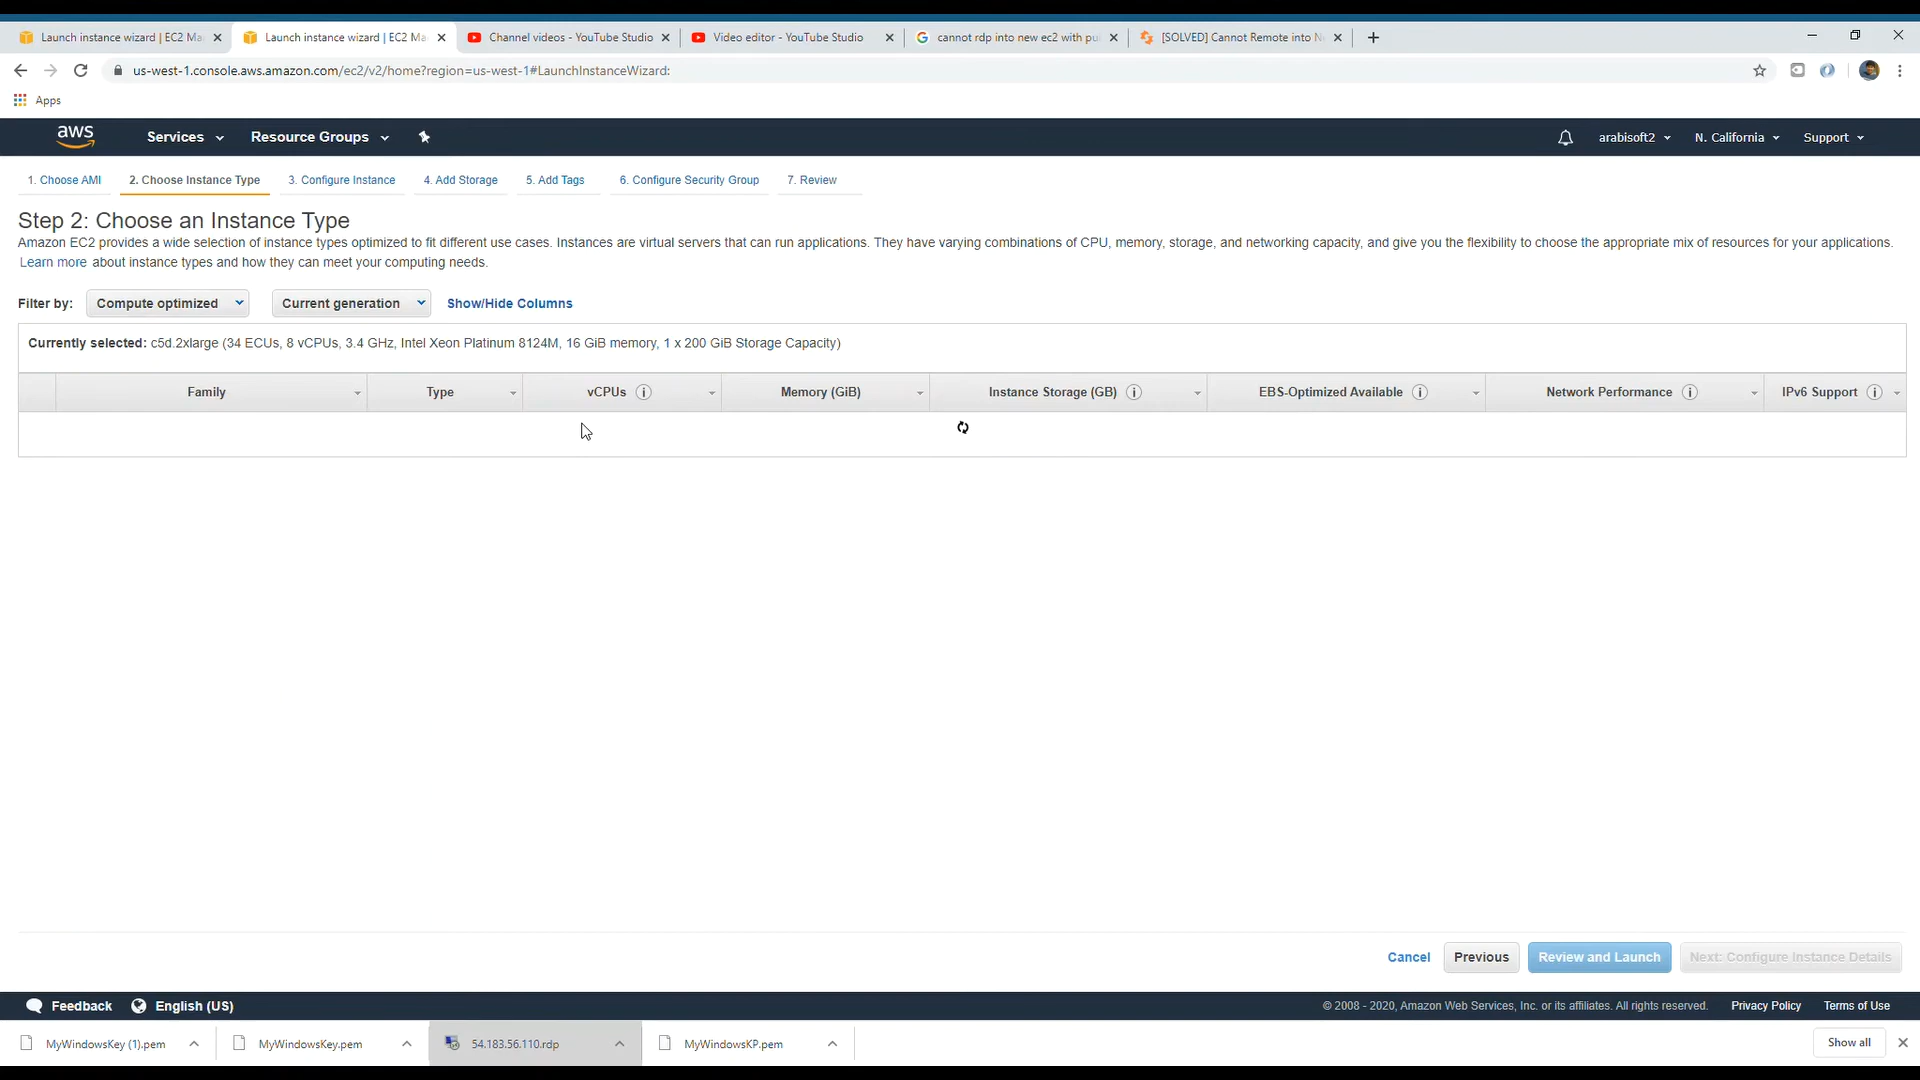 Launch instance wizard | EC2 Ma
Launch instance wizard | EC2 Ma
Channel videos - YouTube Studio
Video editor - YouTube Studio
cannot rdp into new ec2 with pu
[SOLVED] Cannot Remote into N
us-west-1.console.aws.amazon.com/ec2/v2/home?region=us-west-1#LaunchInstanceWizard:
Apps
aws
Services
Resource Groups
arabisoft2
N. California
Support
1. Choose AMI
2. Choose Instance Type
3. Configure Instance
4. Add Storage
5. Add Tags
6. Configure Security Group
7. Review
Step 2: Choose an Instance Type
Amazon EC2 provides a wide selection of instance types optimized to fit different use cases. Instances are virtual servers that can run applications. They have varying combinations of CPU, memory, storage, and networking capacity, and give you the flexibility to choose the appropriate mix of resources for your applications.
Learn more about instance types and how they can meet your computing needs.
Filter by:
Compute optimized
Current generation
Show/Hide Columns
Currently selected: c5d.2xlarge (34 ECUs, 8 vCPUs, 3.4 GHz, Intel Xeon Platinum 8124M, 16 GiB memory, 1 x 200 GiB Storage Capacity)
Family
Type
vCPUs
Memory (GiB)
Instance Storage (GB)
EBS-Optimized Available
Network Performance
IPv6 Support
Cancel
Previous
Review and Launch
Next: Configure Instance Details
Feedback
English (US)
© 2008 - 2020, Amazon Web Services, Inc. or its affiliates. All rights reserved.
Privacy Policy
Terms of Use
MyWindowsKey (1).pem
MyWindowsKey.pem
54.183.56.110.rdp
MyWindowsKP.pem
Show all